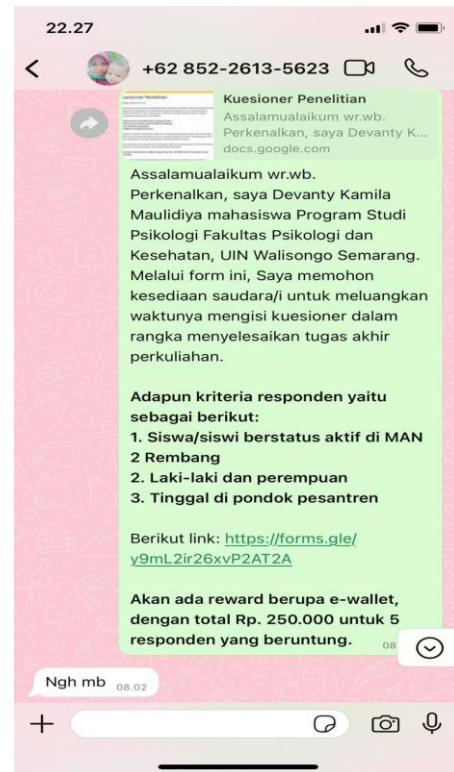 22.27
+62 852-2613-5623
Kuesioner Penelitian
Assalamualaikum wr.wb.
Perkenalkan, saya Devanty K...
docs.google.com
Assalamualaikum wr.wb.
Perkenalkan, saya Devanty Kamila
Maulidiya mahasiswa Program Studi
Psikologi Fakultas Psikologi dan
Kesehatan, UIN Walisongo Semarang.
Melalui form ini, Saya memohon
kesediaan saudara/i untuk meluangkan
waktunya mengisi kuesioner dalam
rangka menyelesaikan tugas akhir
perkuliahan.
Adapun kriteria responden yaitu
sebagai berikut:
1. Siswa/siswi berstatus aktif di MAN
2 Rembang
2. Laki-laki dan perempuan
3. Tinggal di pondok pesantren
Berikut link: https://forms.gle/
y9mL2ir26xvP2AT2A
Akan ada reward berupa e-wallet,
dengan total Rp. 250.000 untuk 5
responden yang beruntung.
08
Ngh mb 08.02